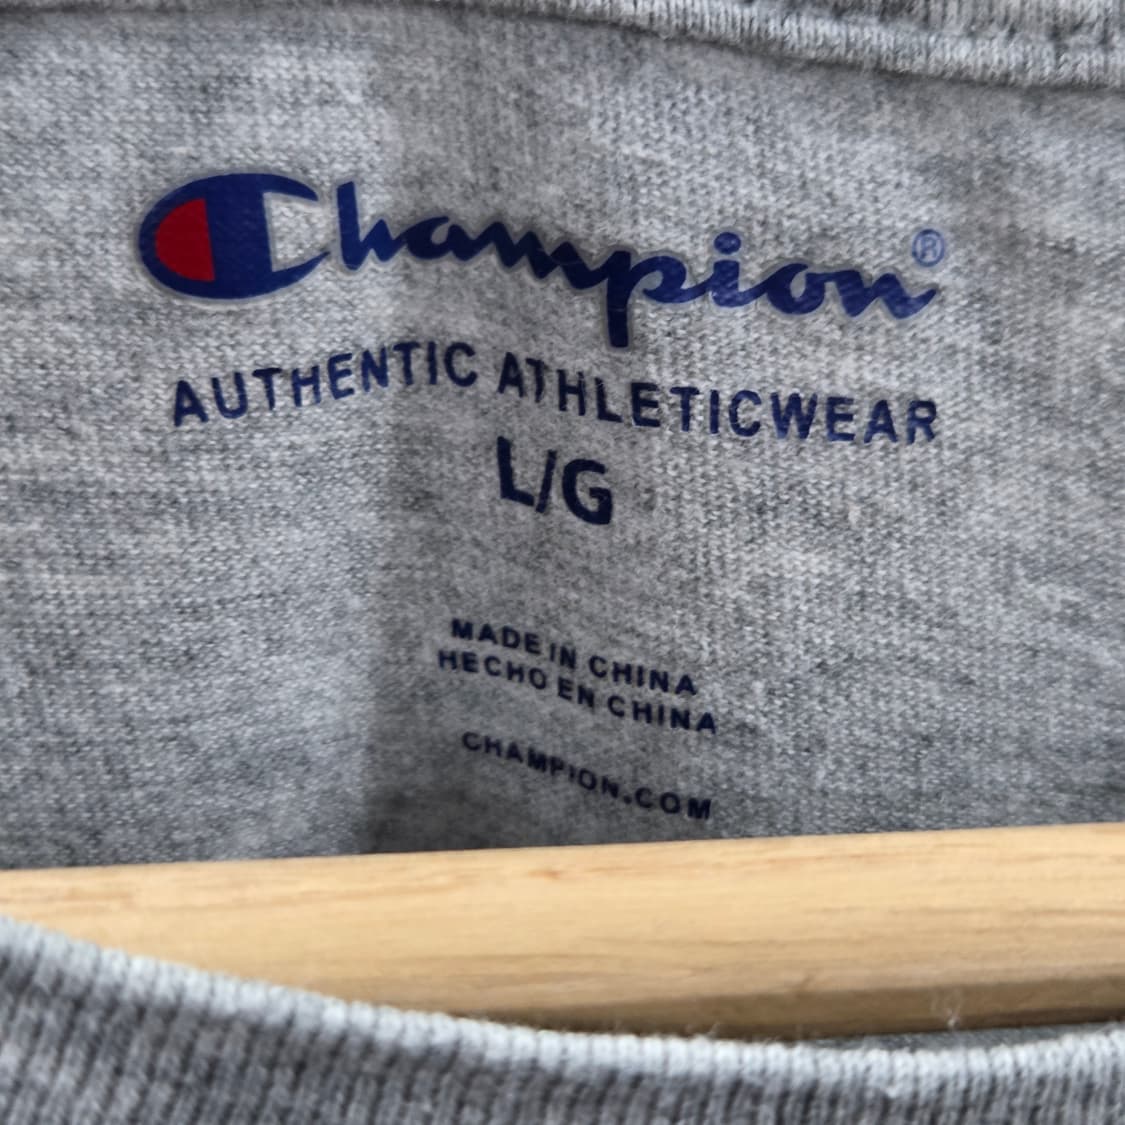 Champion®
AUTHENTIC ATHLETICWEAR
L/G
MADE IN CHINA
HECHO EN CHINA
CHAMPION.COM